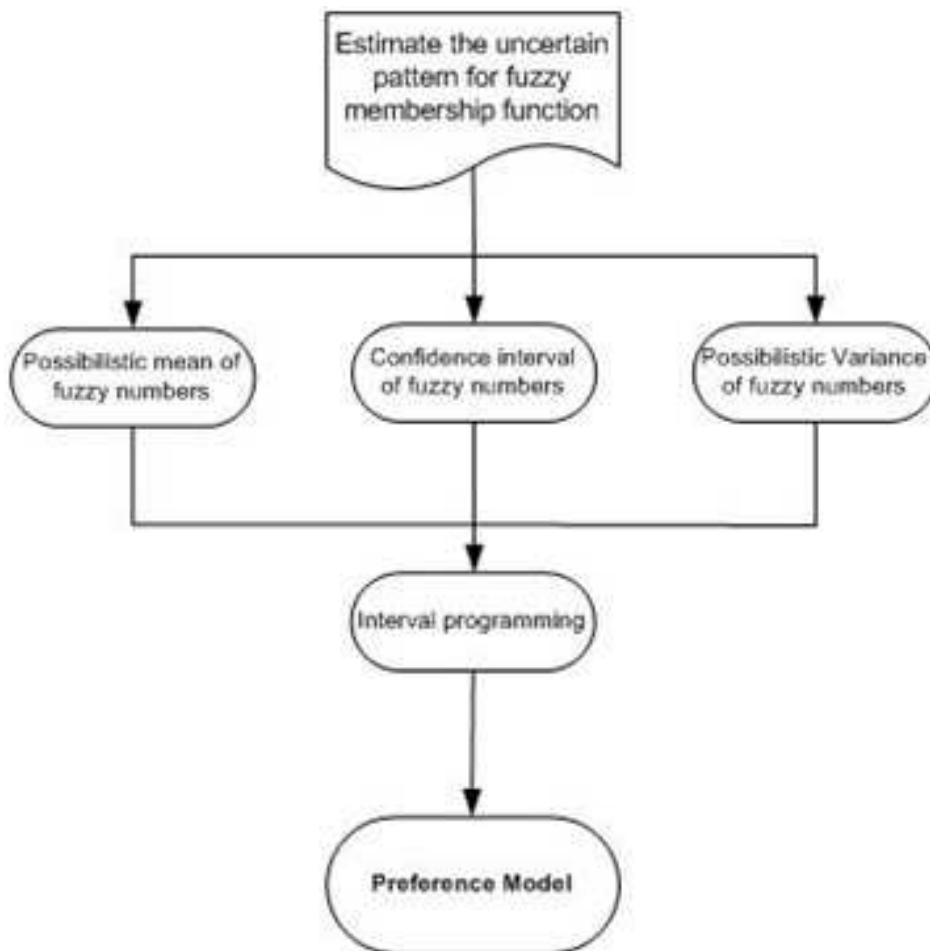 Estimate the uncertain
pattern for fuzzy
membership function
Possibilistic mean of
fuzzy numbers
Confidence interval
of fuzzy numbers
Possibilistic Variance
of fuzzy numbers
Interval programming
Preference Model